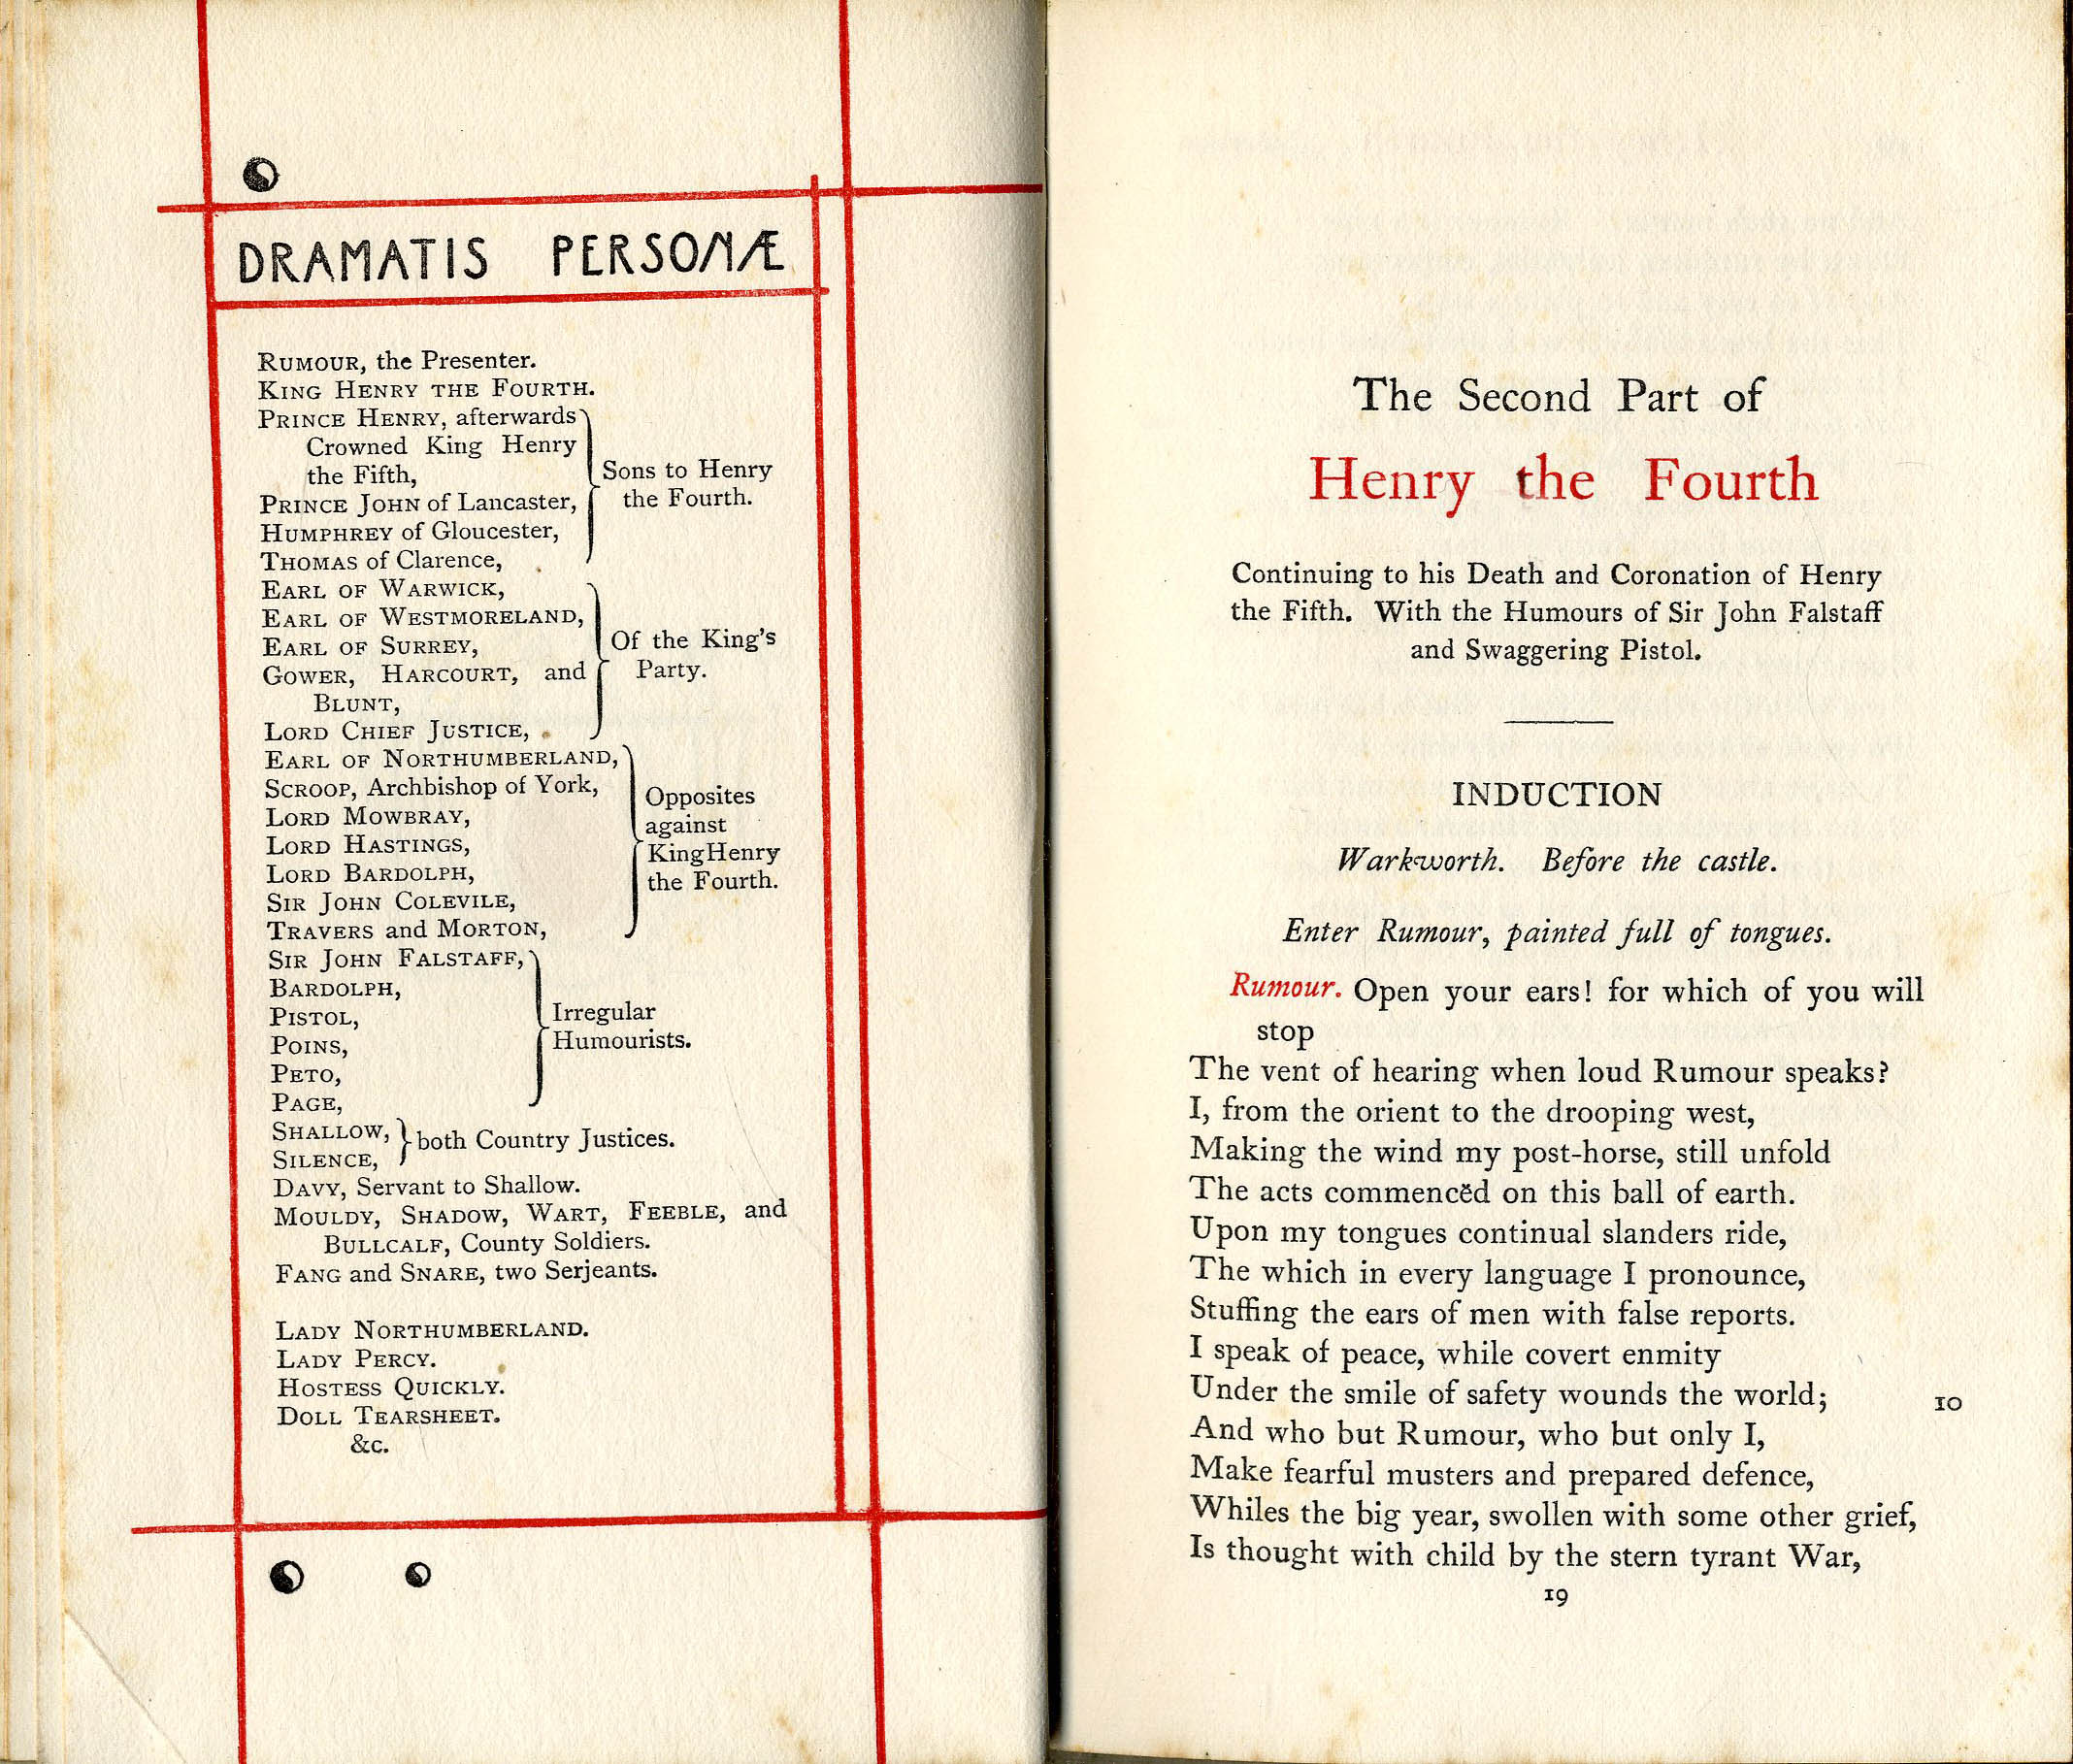 DRAMATIS PERSONÆ
RUMOUR, the Presenter.
KING HENRY THE FOURTH.
PRINCE HENRY, afterwards
Crowned King Henry
the Fifth,
PRINCE JOHN of Lancaster,
HUMPHREY of Gloucester,
THOMAS of Clarence,
Sons to Henry
the Fourth.
EARL OF WARWICK,
EARL OF WESTMORELAND,
EARL OF SURREY,
GOWER, HARCOURT, and
BLUNT,
LORD CHIEF JUSTICE,
Of the King's
Party.
EARL OF NORTHUMBERLAND,
SCROOP, Archbishop of York,
LORD MOWBRAY,
LORD HASTINGS,
LORD BARDOLPH,
SIR JOHN COLEVILE,
TRAVERS and MORTON,
Opposites
against
King Henry
the Fourth.
SIR JOHN FALSTAFF,
BARDOLPH,
PISTOL,
POINS,
PETO,
PAGE,
Irregular
Humourists.
SHALLOW,
SILENCE,
both Country Justices.
DAVY, Servant to Shallow.
MOULDY, SHADOW, WART, FEEBLE, and
BULLCALF, County Soldiers.
FANG and SNARE, two Serjeants.
LADY NORTHUMBERLAND.
LADY PERCY.
HOSTESS QUICKLY.
DOLL TEARSHEET.
&c.
The Second Part of
Henry the Fourth
Continuing to his Death and Coronation of Henry
the Fifth. With the Humours of Sir John Falstaff
and Swaggering Pistol.
INDUCTION
Warkworth. Before the castle.
Enter Rumour, painted full of tongues.
Rumour. Open your ears! for which of you will
stop
The vent of hearing when loud Rumour speaks?
I, from the orient to the drooping west,
Making the wind my post-horse, still unfold
The acts commencëd on this ball of earth.
Upon my tongues continual slanders ride,
The which in every language I pronounce,
Stuffing the ears of men with false reports.
I speak of peace, while covert enmity
Under the smile of safety wounds the world; 10
And who but Rumour, who but only I,
Make fearful musters and prepared defence,
Whiles the big year, swollen with some other grief,
Is thought with child by the stern tyrant War,
19